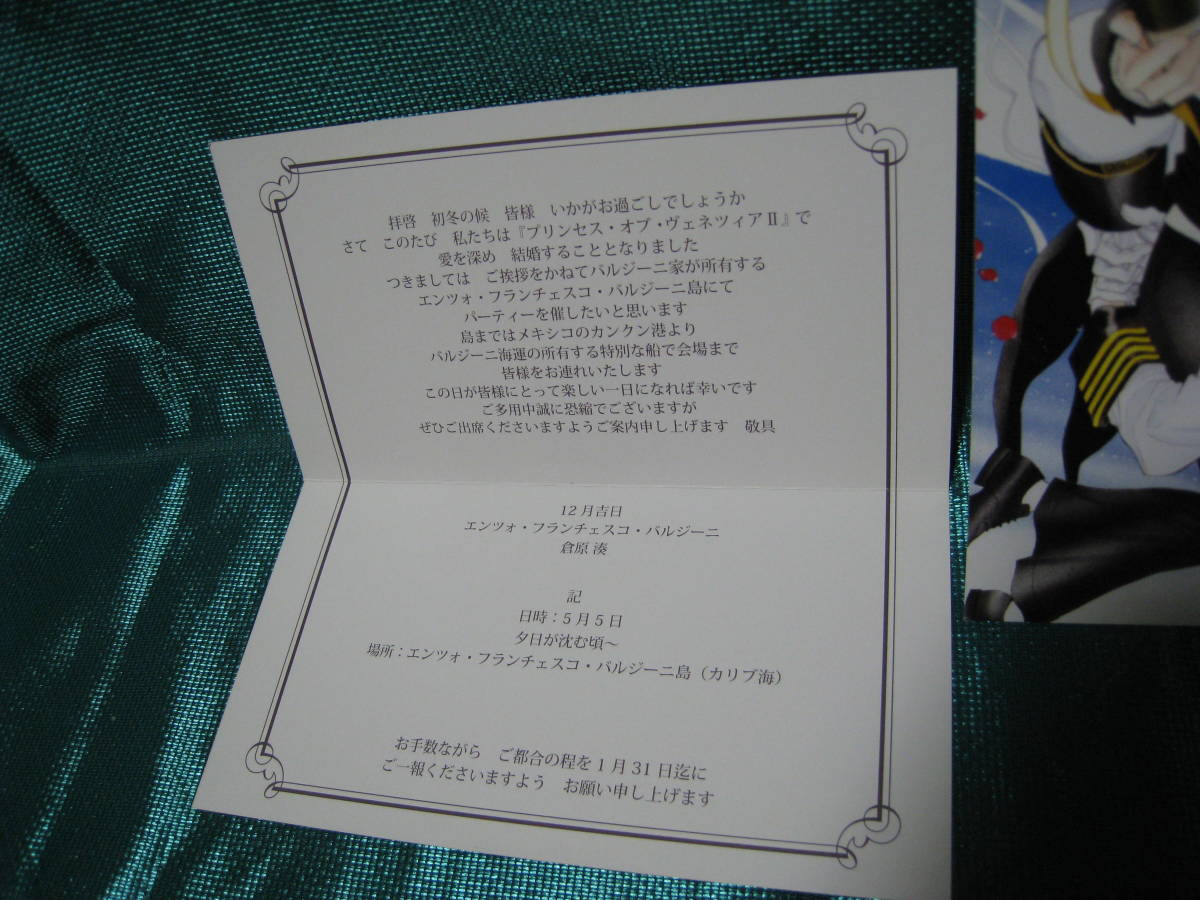 拝啓　初冬の候　皆様　いかがお過ごしでしょうか
さて　このたび　私たちは『プリンセス・オブ・ヴェネツィアⅡ』で
愛を深め　結婚することとなりました
つきましては　ご挨拶をかねてバルジーニ家が所有する
エンツォ・フランチェスコ・バルジーニ島にて
パーティーを催したいと思います
島まではメキシコのカンクン港より
バルジーニ海運の所有する特別な船で会場まで
皆様をお連れいたします
この日が皆様にとって楽しい一日になれば幸いです
ご多用中誠に恐縮でございますが
ぜひご出席くださいますようご案内申し上げます　敬具
12月吉日
エンツォ・フランチェスコ・バルジーニ
倉原 湊
記
日時：5月5日
夕日が沈む頃～
場所：エンツォ・フランチェスコ・バルジーニ島（カリブ海）
お手数ながら　ご都合の程を1月31日迄に
ご一報くださいますよう　お願い申し上げます